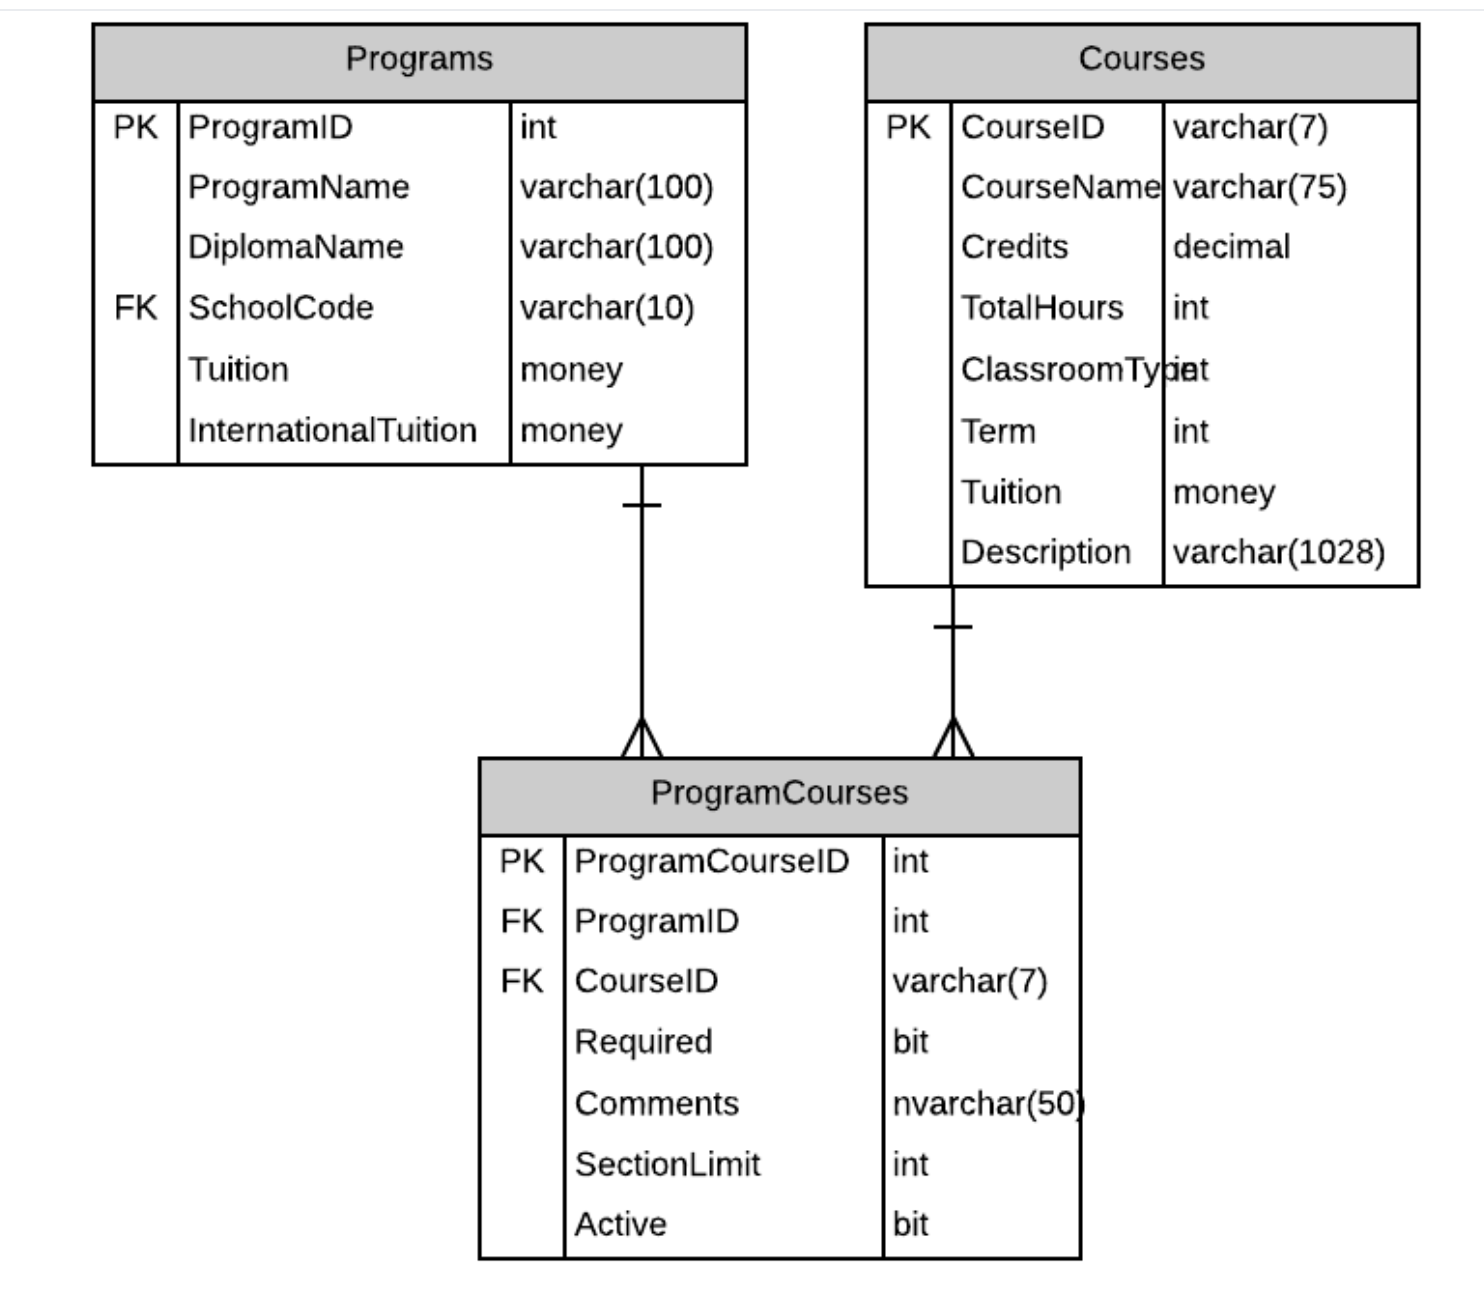 Programs
PK ProgramID int
ProgramName varchar(100)
DiplomaName varchar(100)
FK SchoolCode varchar(10)
Tuition money
InternationalTuition money
Courses
PK CourseID varchar(7)
CourseName varchar(75)
Credits decimal
TotalHours int
ClassroomType int
Term int
Tuition money
Description varchar(1028)
ProgramCourses
PK ProgramCourseID int
FK ProgramID int
FK CourseID varchar(7)
Required bit
Comments nvarchar(50)
SectionLimit int
Active bit